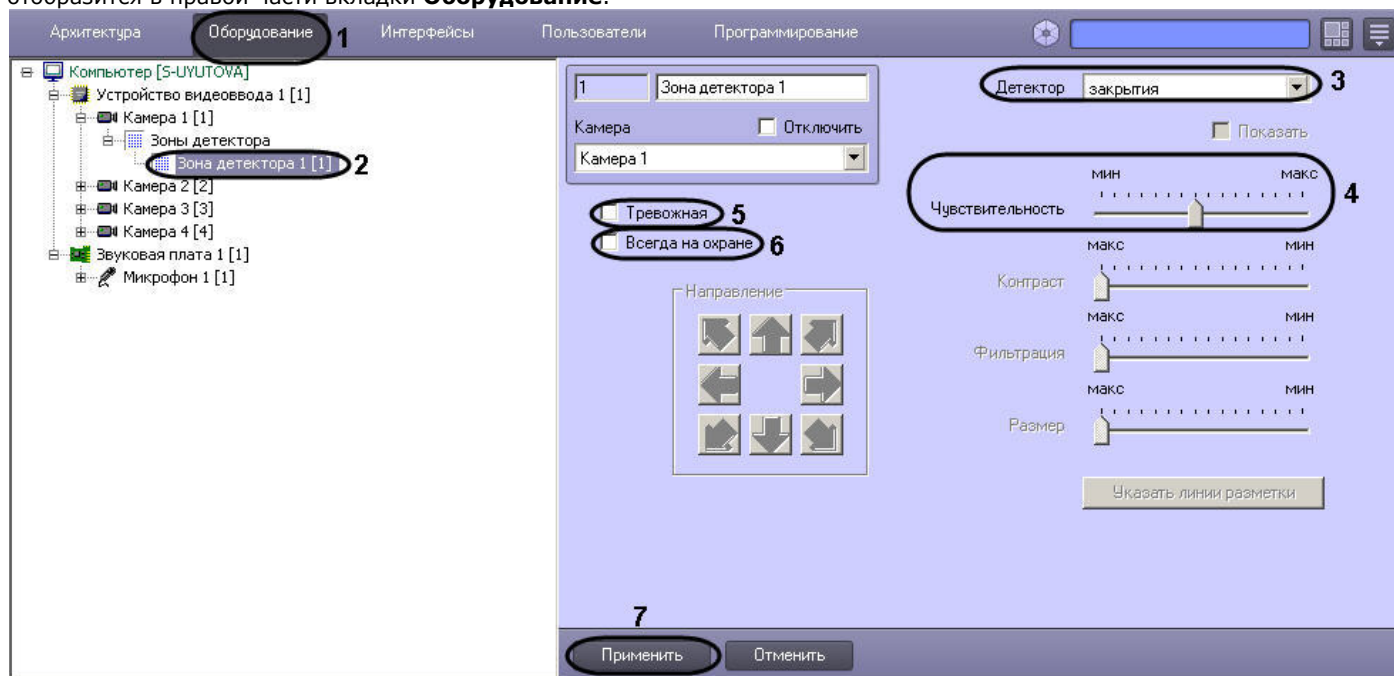 отобразится в правой части вкладки Оборудование.
Архитектура Оборудование 1 Интерфейсы Пользователи Программирование
Компьютер [S-UYUTOVA]
Устройство видеоввода 1 [1]
Камера 1 [1]
Зоны детектора
Зона детектора 1 [1] 2
Камера 2 [2]
Камера 3 [3]
Камера 4 [4]
Звуковая плата 1 [1]
Микрофон 1 [1]
1 Зона детектора 1
Камера Отключить
Камера 1
Тревожная 5
Всегда на охране 6
Направление
Детектор закрытия 3
Показать
мин макс
Чувствительность 4
макс мин
Контраст
макс мин
Фильтрация
макс мин
Размер
Указать линии разметки
7
Применить Отменить